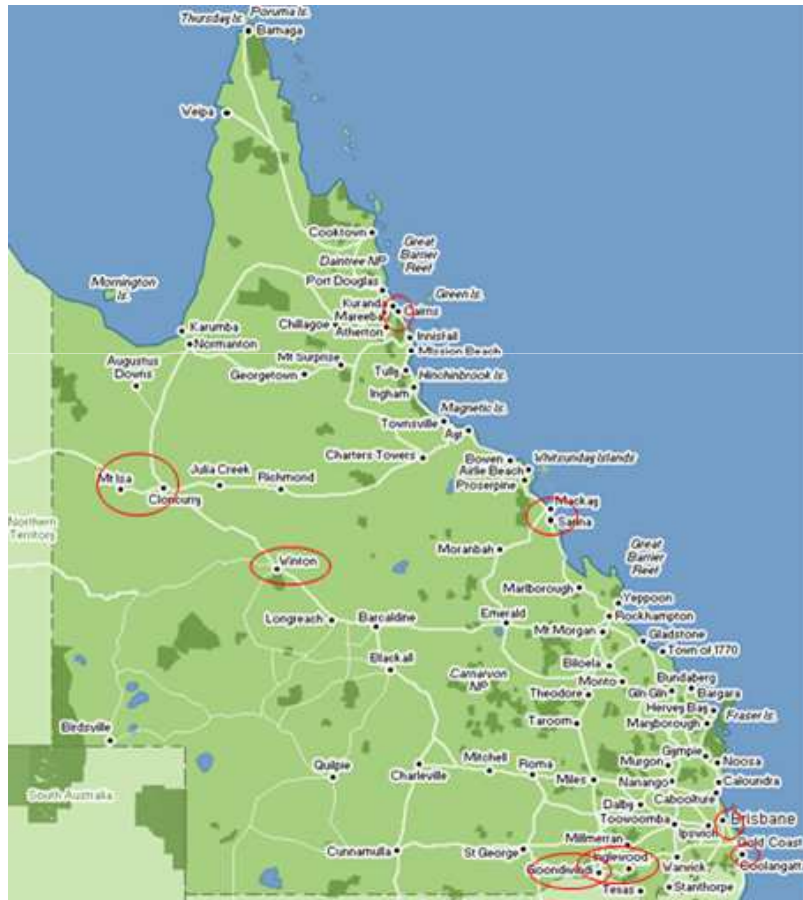 Thursday Is.
Poruma Is.
Bamaga
Weipa
Cooktown
Great
Barrier
Reef
Daintree NP
Mornington
Is.
Port Douglas
Green Is.
Kuranda
Cairns
Mareeba
Karumba
Chillagoe
Atherton
Innisfail
Normanton
Mission Beach
Augustus
Downs
Mt Surprise
Georgetown
Tully
Hinchinbrook Is.
Ingham
Magnetic Is.
Townsville
Ayr
Charters Towers
Bowen
Whitsunday Islands
Airlie Beach
Proserpine
Mt Isa
Julia Creek
Richmond
Cloncurry
Mackay
Sarina
Northern
Territory
Moranbah
Great
Barrier
Reef
Winton
Marlborough
Yeppoon
Longreach
Barcaldine
Emerald
Rockhampton
Mt Morgan
Gladstone
Town of 1770
Blackall
Biloela
Carnarvon
NP
Monto
Bundaberg
Theodore
Gin Gin
Bargara
Hervey Bay
Fraser Is.
Birdsville
Taroom
Maryborough
Gympie
Noosa
Quilpie
Charleville
Mitchell
Roma
Murgon
Miles
Nanango
Caloundra
South Australia
Dalby
Caboolture
Toowoomba
Brisbane
Ipswich
Millmerran
Gold Coast
Cunnamulla
St George
Inglewood
Goondiwindi
Warwick
Coolangatta
Texas
Stanthorpe